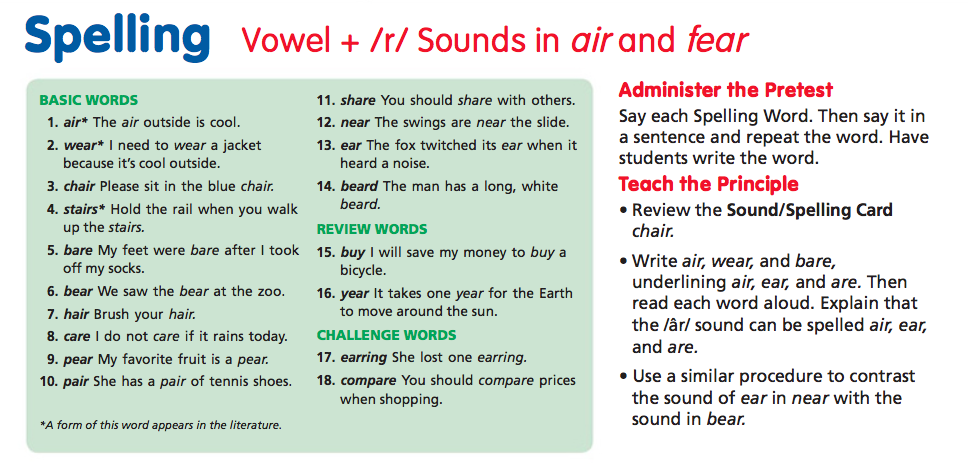 Spelling Vowel + /r/ Sounds in air and fear
BASIC WORDS
1. air* The air outside is cool.
2. wear* I need to wear a jacket
because it's cool outside.
3. chair Please sit in the blue chair.
4. stairs* Hold the rail when you walk
up the stairs.
5. bare My feet were bare after I took
off my socks.
6. bear We saw the bear at the zoo.
7. hair Brush your hair.
8. care I do not care if it rains today.
9. pear My favorite fruit is a pear.
10. pair She has a pair of tennis shoes.
*A form of this word appears in the literature.
11. share You should share with others.
12. near The swings are near the slide.
13. ear The fox twitched its ear when it
heard a noise.
14. beard The man has a long, white
beard.
REVIEW WORDS
15. buy I will save my money to buy a
bicycle.
16. year It takes one year for the Earth
to move around the sun.
CHALLENGE WORDS
17. earring She lost one earring.
18. compare You should compare prices
when shopping.
Administer the Pretest
Say each Spelling Word. Then say it in
a sentence and repeat the word. Have
students write the word.
Teach the Principle
• Review the Sound/Spelling Card
chair.
• Write air, wear, and bare,
underlining air, ear, and are. Then
read each word aloud. Explain that
the /âr/ sound can be spelled air, ear,
and are.
• Use a similar procedure to contrast
the sound of ear in near with the
sound in bear.